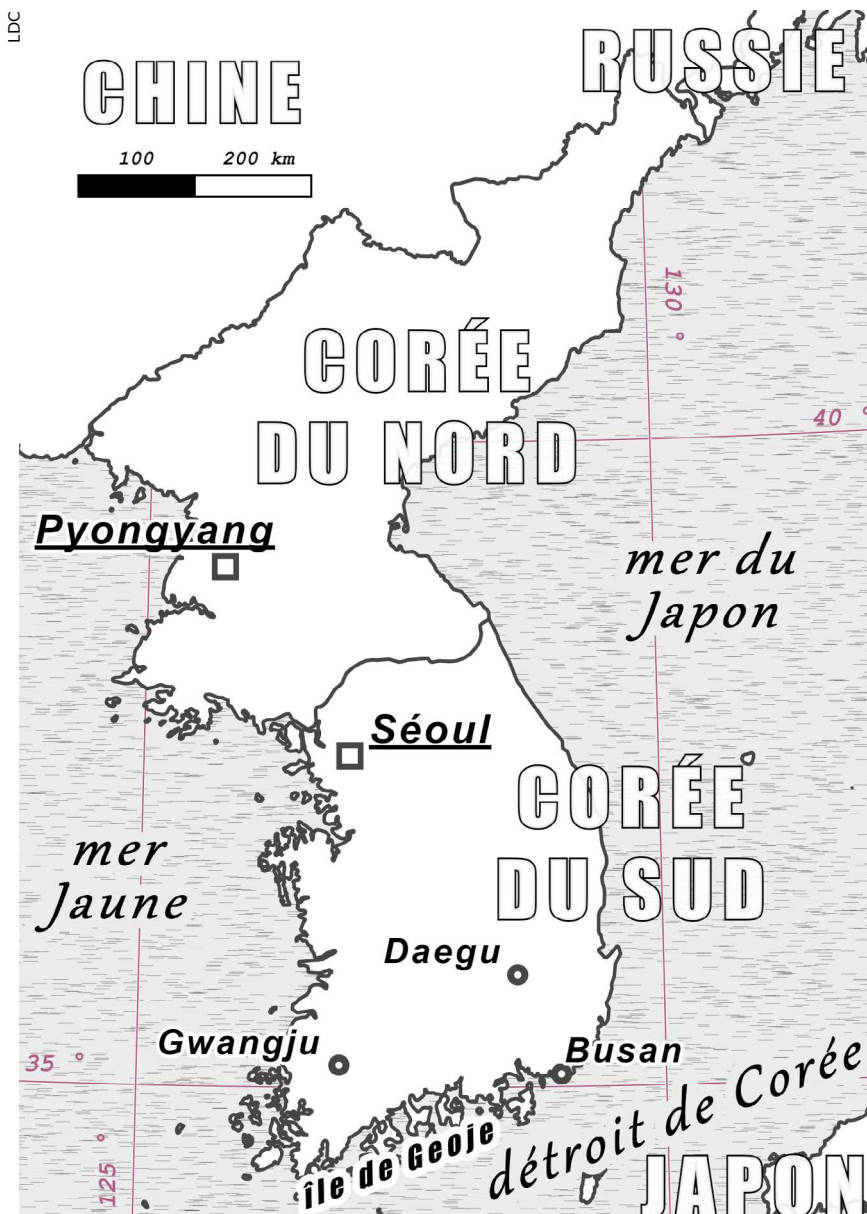 LDC
RUSSIE
CHINE
100 200 km
130 °
CORÉE
DU NORD
40 °
Pyongyang
mer du
Japon
Séoul
CORÉE
DU SUD
mer
Jaune
Daegu
Gwangju
Busan
35 °
détroit de Corée
île de Geoje
125 °
JAPON